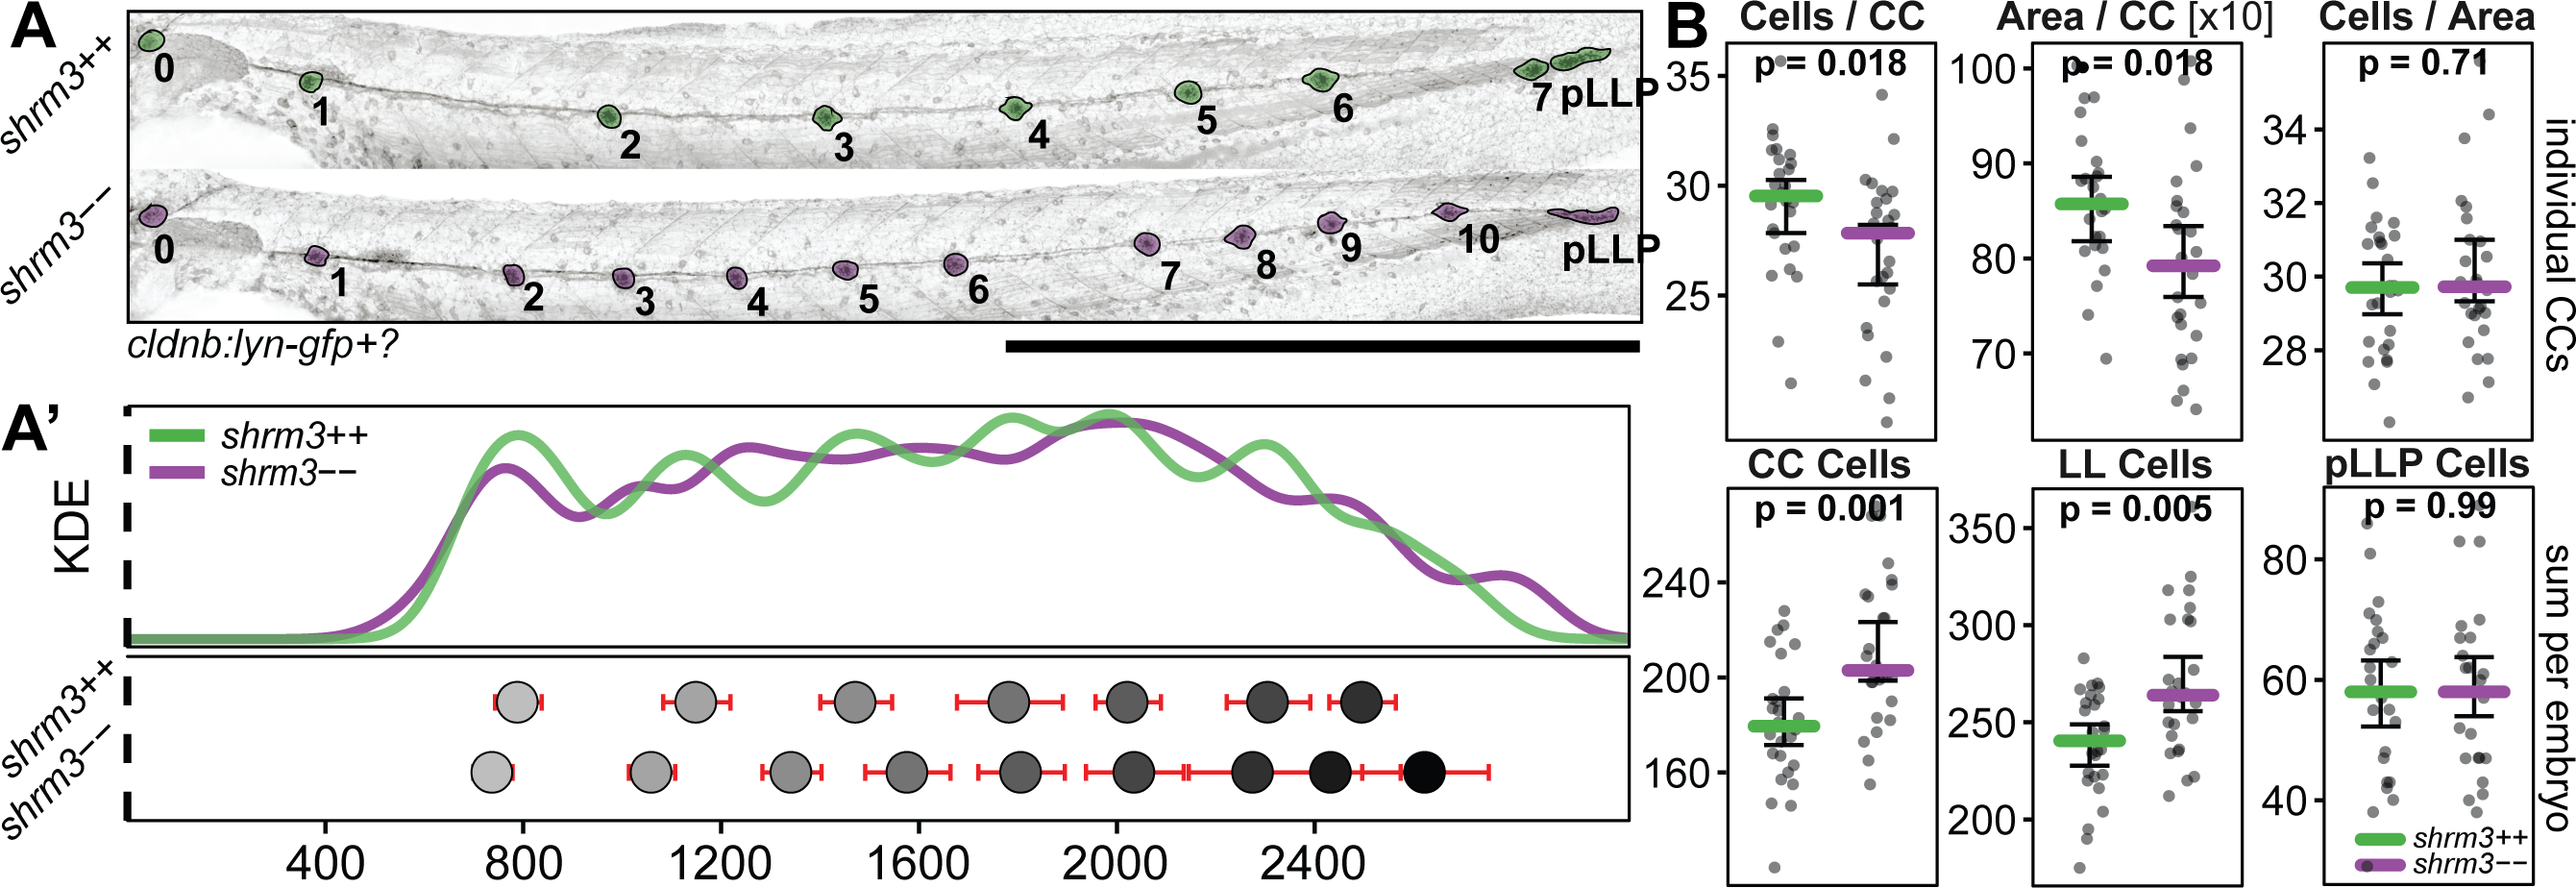 A
shrm3++
0
1
2
3
4
5
6
7
pLLP
shrm3−−
0
1
2
3
4
5
6
7
8
9
10
pLLP
cldnb:lyn-gfp+?
A’
KDE
shrm3++
shrm3−−
shrm3++
shrm3−−
400 800 1200 1600 2000 2400
B
Cells / CC
p = 0.018
35
30
25
Area / CC [x10]
p = 0.018
100
90
80
70
Cells / Area
p = 0.71
34
32
30
28
individual CCs
CC Cells
p = 0.001
240
200
160
LL Cells
p = 0.005
350
300
250
200
pLLP Cells
p = 0.99
80
60
40
shrm3++
shrm3−−
sum per embryo